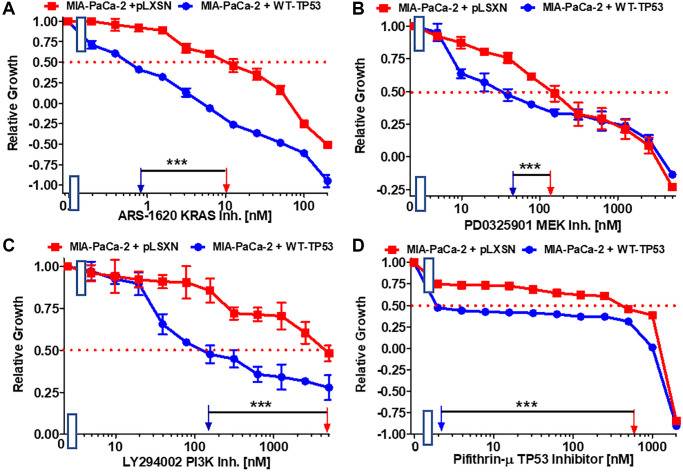 A
MIA-PaCa-2 +pLXSN
MIA-PaCa-2 + WT-TP53
Relative Growth
1.00
0.75
0.50
0.25
0.00
-0.25
-0.50
-0.75
-1.00
***
0
1
10
100
ARS-1620 KRAS Inh. [nM]
B
MIA-PaCa-2 + pLXSN
MIA-PaCa-2 + WT-TP53
Relative Growth
1.00
0.75
0.50
0.25
0.00
-0.25
***
0
10
100
1000
PD0325901 MEK Inh. [nM]
C
MIA-PaCa-2 + pLSXN
MIA-PaCa-2 + WT-TP53
Relative Growth
1.00
0.75
0.50
0.25
0.00
***
0
10
100
1000
LY294002 PI3K Inh. [nM]
D
MIA-PaCa-2 + pLXSN
MIA-PaCa-2 + WT-TP53
Relative Growth
1.00
0.75
0.50
0.25
0.00
-0.25
-0.50
-0.75
-1.00
***
0
10
100
1000
Pifithrin-μ TP53 Inhibitor [nM]